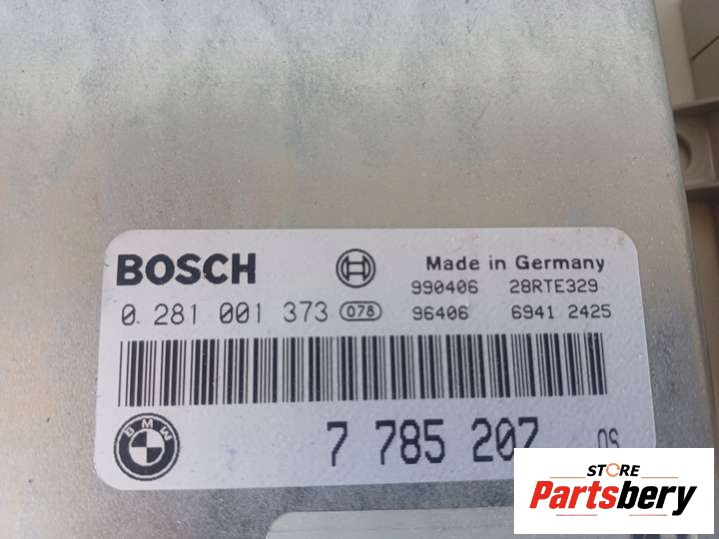 BOSCH
Made in Germany
990406 28RTE329
0 281 001 373 078 96406 6941 2425
BMW
7 785 207
STORE
Partsbery